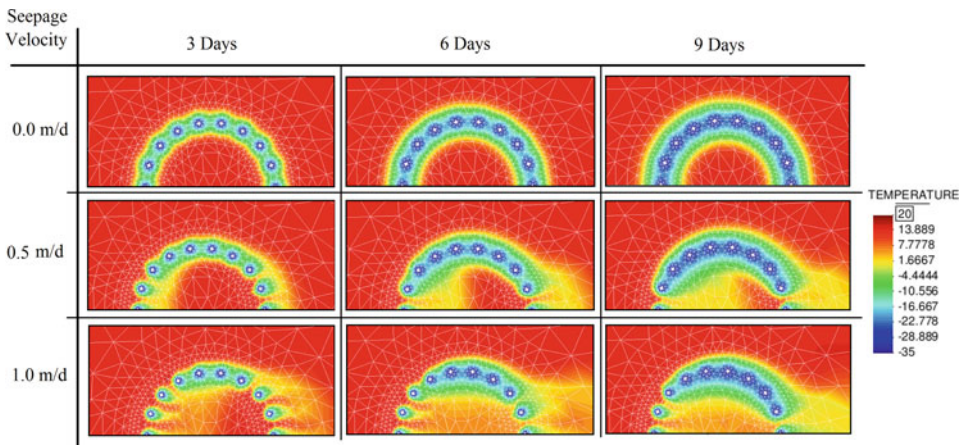 Seepage
Velocity
3 Days
6 Days
9 Days
0.0 m/d
0.5 m/d
1.0 m/d
TEMPERATURE
20
13.889
7.7778
1.6667
-4.4444
-10.556
-16.667
-22.778
-28.889
-35